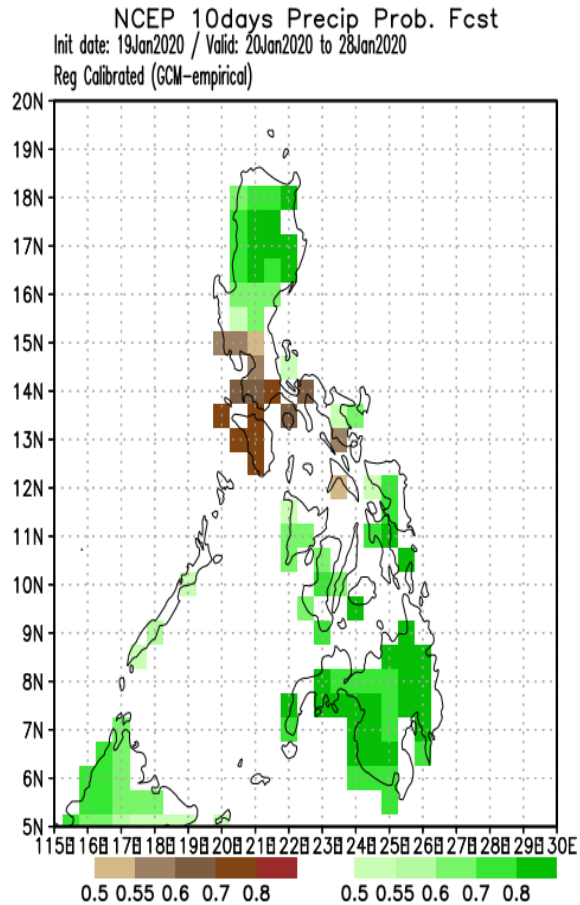 NCEP 10days Precip Prob. Fcst
Init date: 19Jan2020 / Valid: 20Jan2020 to 28Jan2020
Reg Calibrated (GCM-empirical)
20N
19N
18N
17N
16N
15N
14N
13N
12N
11N
10N
9N
8N
7N
6N
5N
115E 116E 117E 118E 119E 120E 121E 122E 123E 124E 125E 126E 127E 128E 129E 130E
0.5 0.55 0.6 0.7 0.8 0.5 0.55 0.6 0.7 0.8